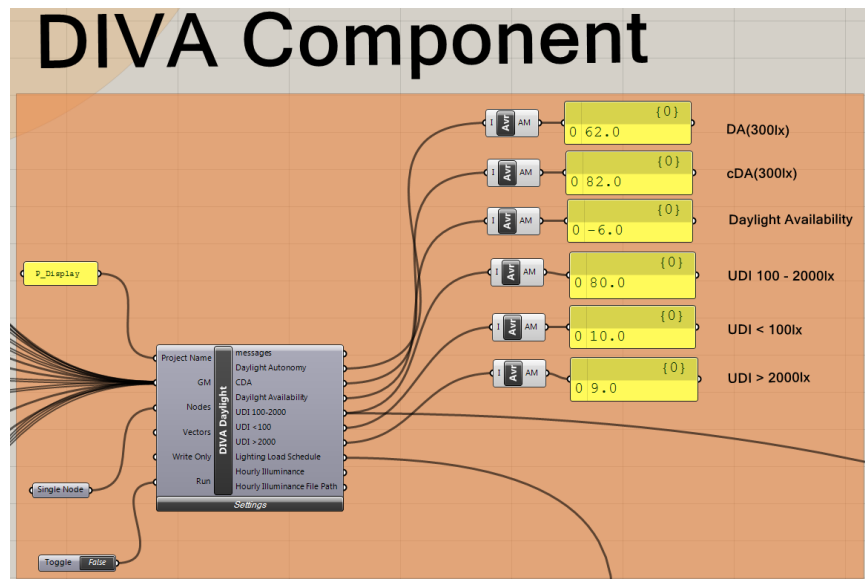 DIVA Component
I Avr AM
{0}
0 62.0
DA(300lx)
I Avr AM
{0}
0 82.0
cDA(300lx)
I Avr AM
{0}
0 -6.0
Daylight Availability
I Avr AM
{0}
0 80.0
UDI 100 - 2000lx
I Avr AM
{0}
0 10.0
UDI < 100lx
I Avr AM
{0}
0 9.0
UDI > 2000lx
P_Display
Project Name
GM
Nodes
Vectors
Write Only
Run
DIVA Daylight
messages
Daylight Autonomy
CDA
Daylight Availability
UDI 100-2000
UDI <100
UDI >2000
Lighting Load Schedule
Hourly Illuminance
Hourly Illuminance File Path
Settings
Single Node
Toggle False